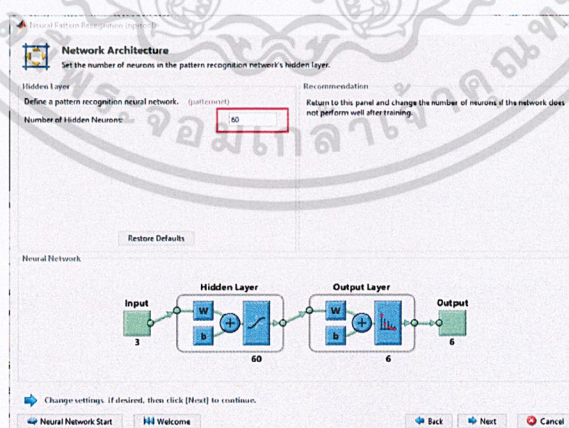 Neural Pattern Recognition (nprtool)
Network Architecture
Set the number of neurons in the pattern recognition network's hidden layer.
Hidden Layer
Define a pattern recognition neural network. (patternnet)
Number of Hidden Neurons:
60
Restore Defaults
Recommendation
Return to this panel and change the number of neurons if the network does
not perform well after training.
Neural Network
Hidden Layer
Output Layer
Input
Output
W
b
W
b
3
60
6
6
Change settings if desired, then click [Next] to continue.
Neural Network Start
Welcome
Back
Next
Cancel